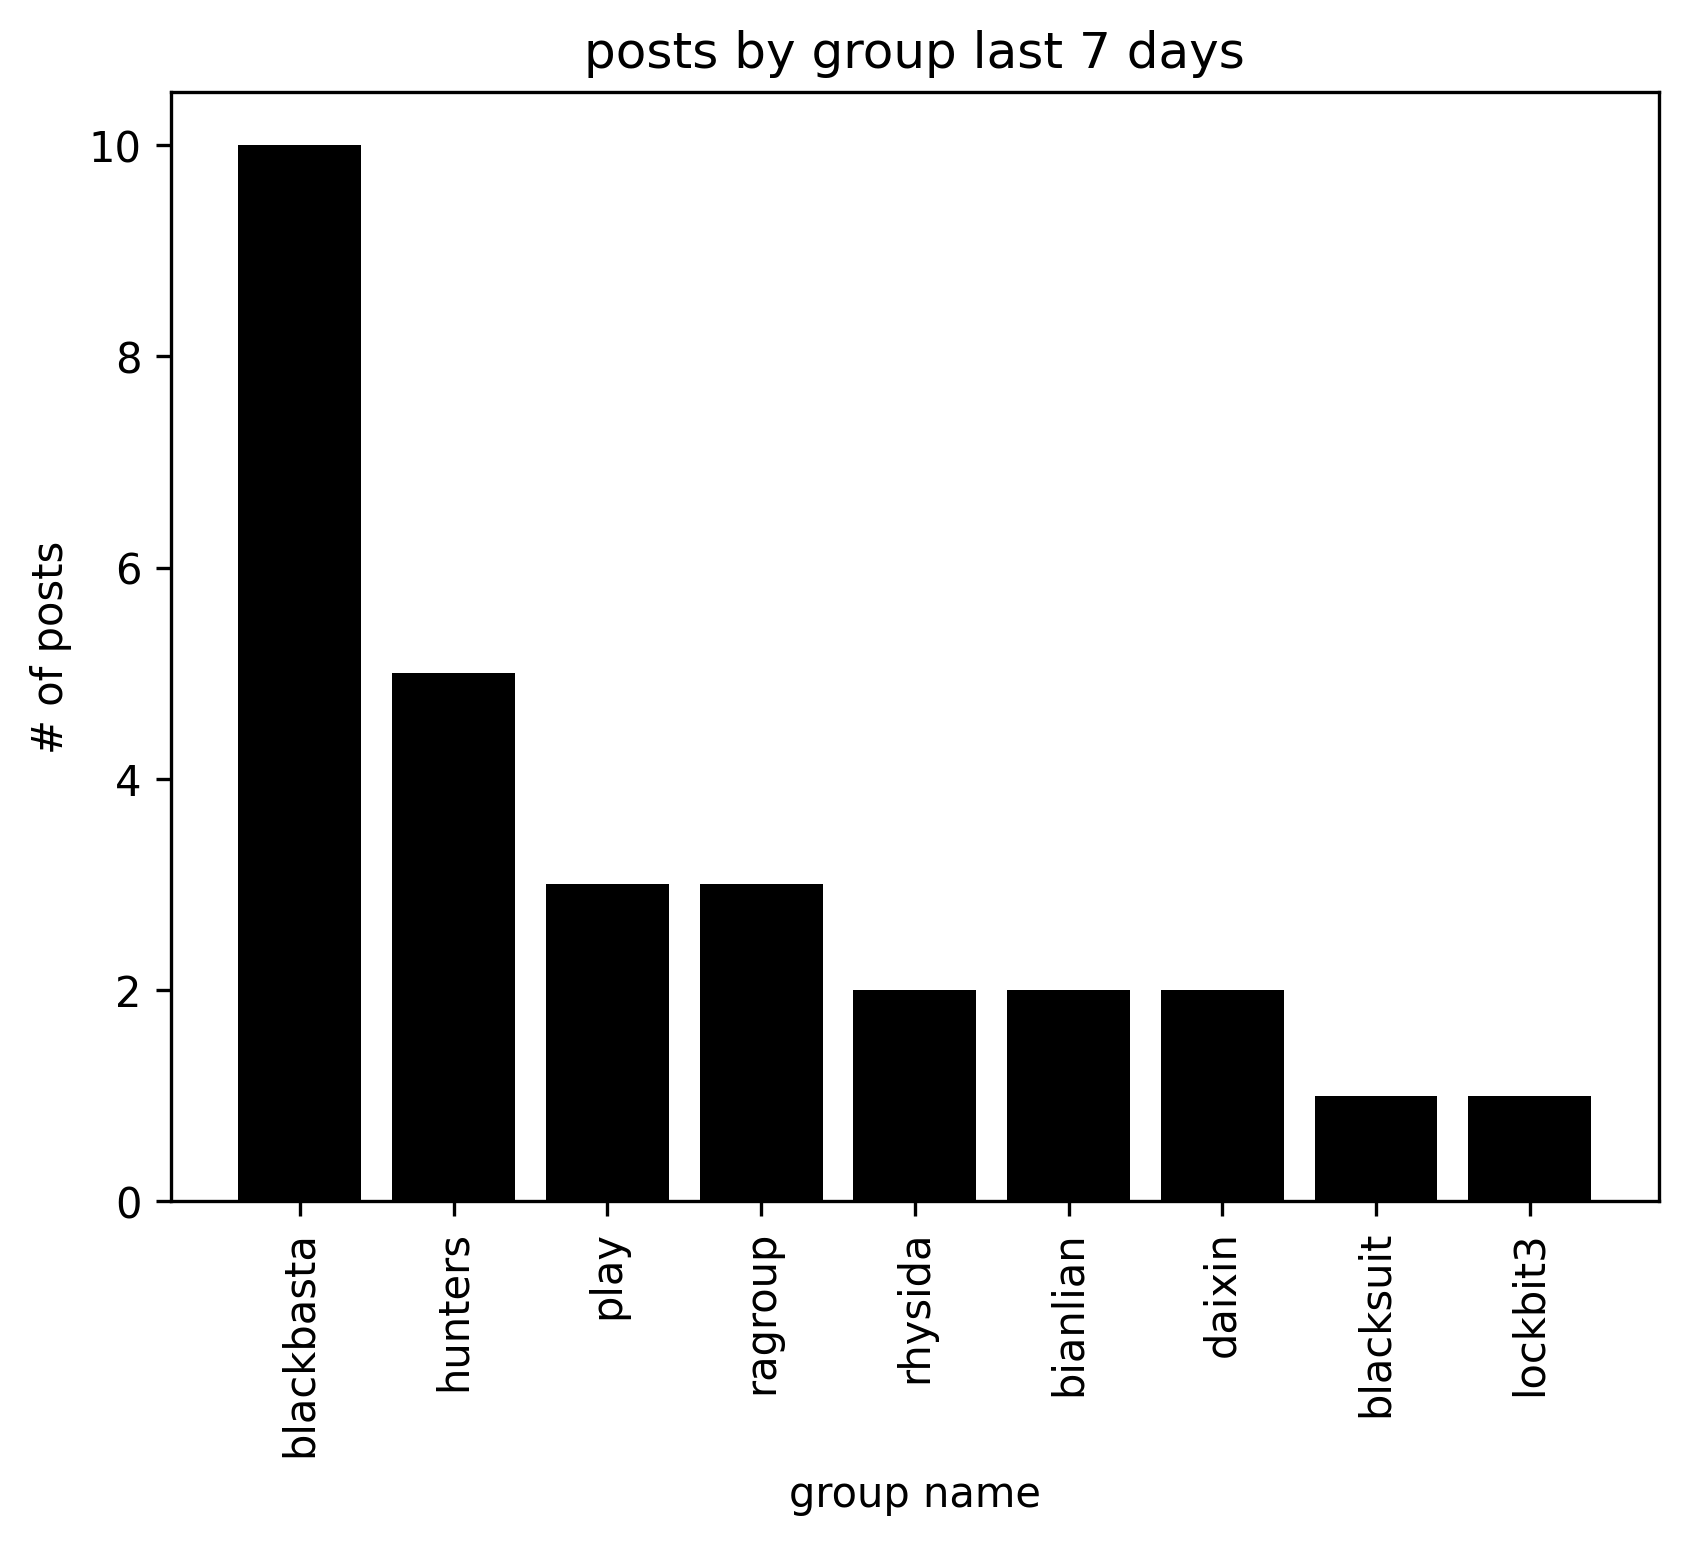 posts by group last 7 days
10
8
6
4
2
0
# of posts
blackbasta
hunters
play
ragroup
rhysida
bianlian
daixin
blacksuit
lockbit3
group name